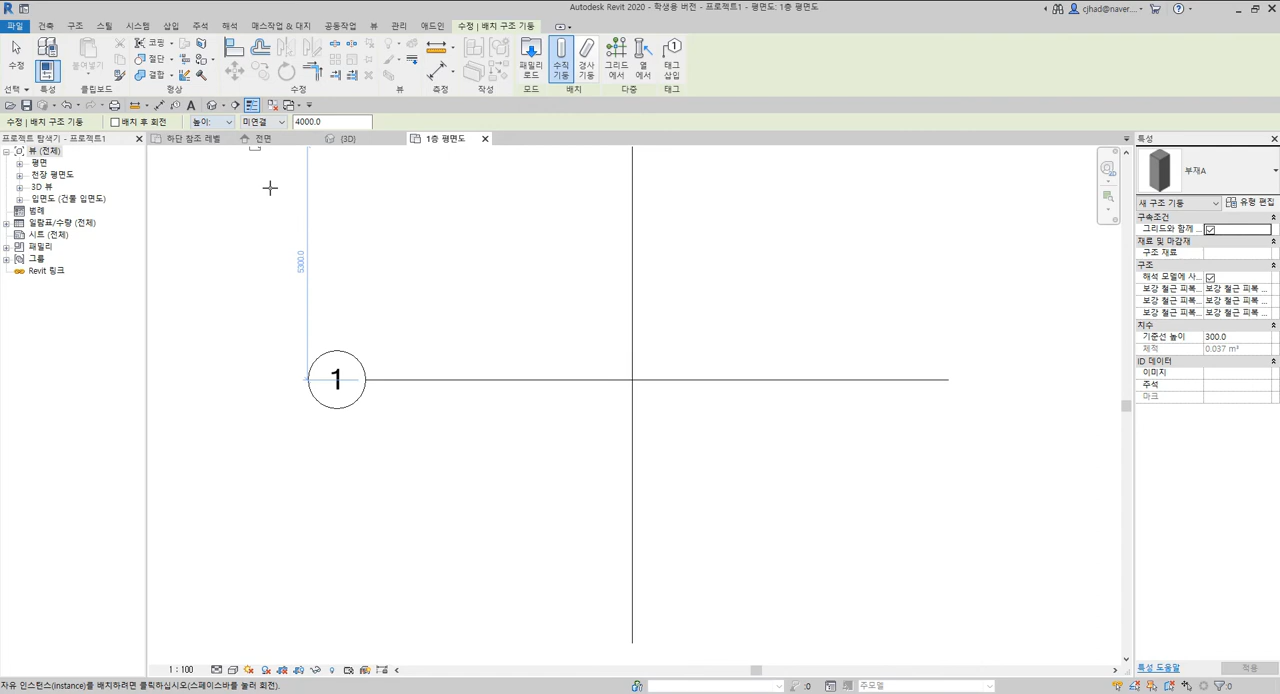 Autodesk Revit 2020 - 학생용 버전 - 프로젝트1 - 평면도: 1층 평면도
cjhad@naver....
파일 건축 구조 스틸 시스템 삽입 주석 해석 매스작업 & 대지 공동작업 뷰 관리 애드인 수정 | 배치 구조 기둥
수정
붙여넣기
코핑
절단
결합
패밀리 로드
수직 기둥
경사 기둥
그리드 에서
열 에서
태그 삽입
선택 특성 클립보드 형상 수정 뷰 측정 작성 모드 배치 다중 태그
수정 | 배치 구조 기둥 배치 후 회전 높이: 미연결 4000.0
프로젝트 탐색기 - 프로젝트1
하단 참조 레벨 전면 (3D) 1층 평면도
특성
뷰 (전체)
평면
천장 평면도
3D 뷰
입면도 (건물 입면도)
범례
일람표/수량 (전체)
시트 (전체)
패밀리
그룹
Revit 링크
5300.0
1
2D
부재A
새 구조 기둥 유형 편집
구속조건
그리드와 함께 ...
재료 및 마감재
구조 재료
구조
해석 모델에 사...
보강 철근 피복... 보강 철근 피복 ...
보강 철근 피복... 보강 철근 피복 ...
보강 철근 피복... 보강 철근 피복 ...
치수
기준선 높이 300.0
체적 0.037 m³
ID 데이터
이미지
주석
마크
특성 도움말 적용
1 : 100
자유 인스턴스(instance)를 배치하려면 클릭하십시오(스페이스바를 눌러 회전).
:0 주모델 :0